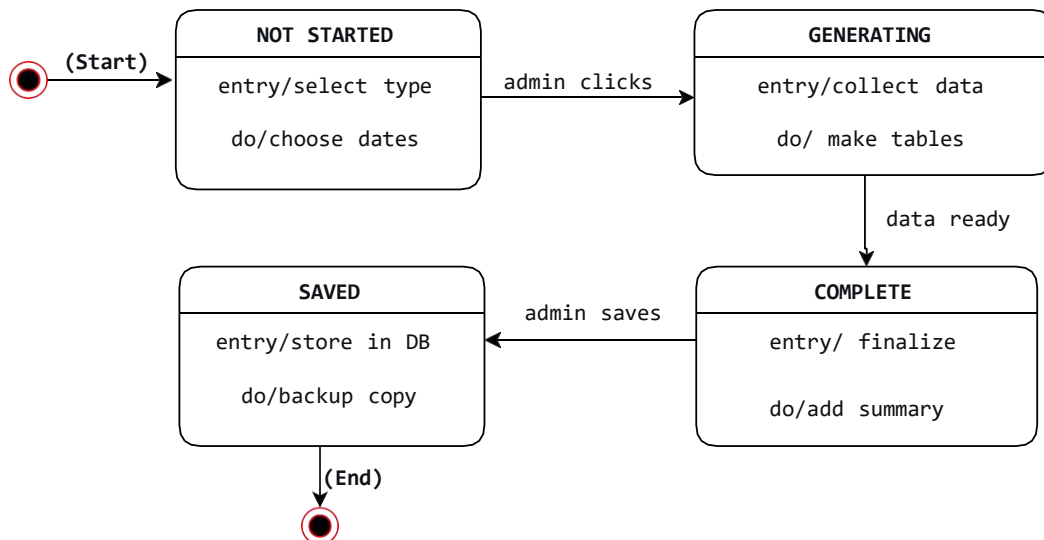 (Start)
NOT STARTED
entry/select type
do/choose dates
admin clicks
GENERATING
entry/collect data
do/ make tables
data ready
COMPLETE
entry/ finalize
do/add summary
admin saves
SAVED
entry/store in DB
do/backup copy
(End)